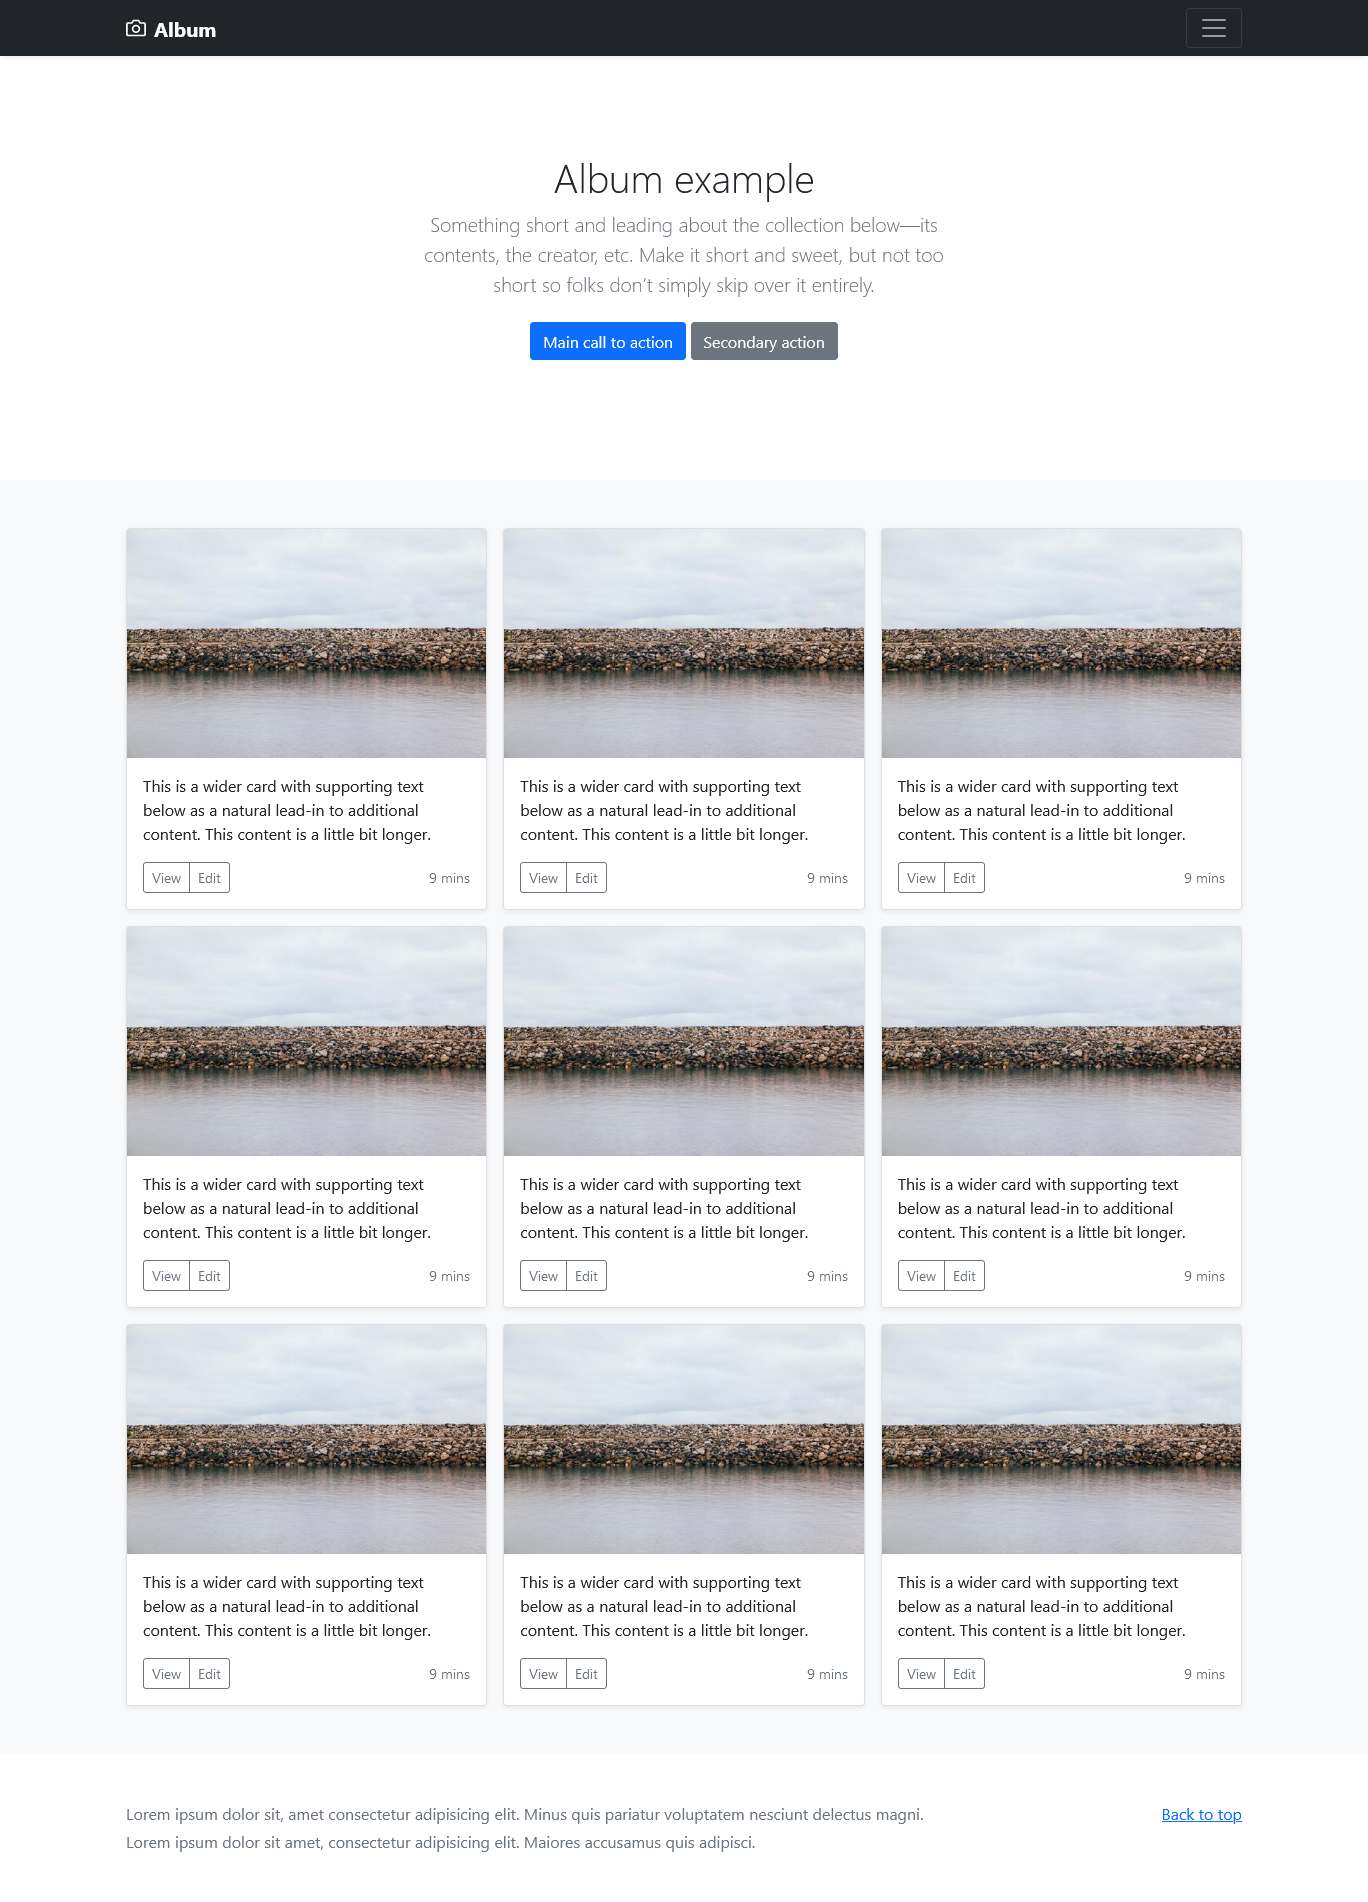 Album
Album example
Something short and leading about the collection below—its
contents, the creator, etc. Make it short and sweet, but not too
short so folks don’t simply skip over it entirely.
Main call to action Secondary action
This is a wider card with supporting text
below as a natural lead-in to additional
content. This content is a little bit longer.
View Edit 9 mins
This is a wider card with supporting text
below as a natural lead-in to additional
content. This content is a little bit longer.
View Edit 9 mins
This is a wider card with supporting text
below as a natural lead-in to additional
content. This content is a little bit longer.
View Edit 9 mins
This is a wider card with supporting text
below as a natural lead-in to additional
content. This content is a little bit longer.
View Edit 9 mins
This is a wider card with supporting text
below as a natural lead-in to additional
content. This content is a little bit longer.
View Edit 9 mins
This is a wider card with supporting text
below as a natural lead-in to additional
content. This content is a little bit longer.
View Edit 9 mins
This is a wider card with supporting text
below as a natural lead-in to additional
content. This content is a little bit longer.
View Edit 9 mins
This is a wider card with supporting text
below as a natural lead-in to additional
content. This content is a little bit longer.
View Edit 9 mins
This is a wider card with supporting text
below as a natural lead-in to additional
content. This content is a little bit longer.
View Edit 9 mins
Lorem ipsum dolor sit, amet consectetur adipisicing elit. Minus quis pariatur voluptatem nesciunt delectus magni.
Lorem ipsum dolor sit amet, consectetur adipisicing elit. Maiores accusamus quis adipisci.
Back to top